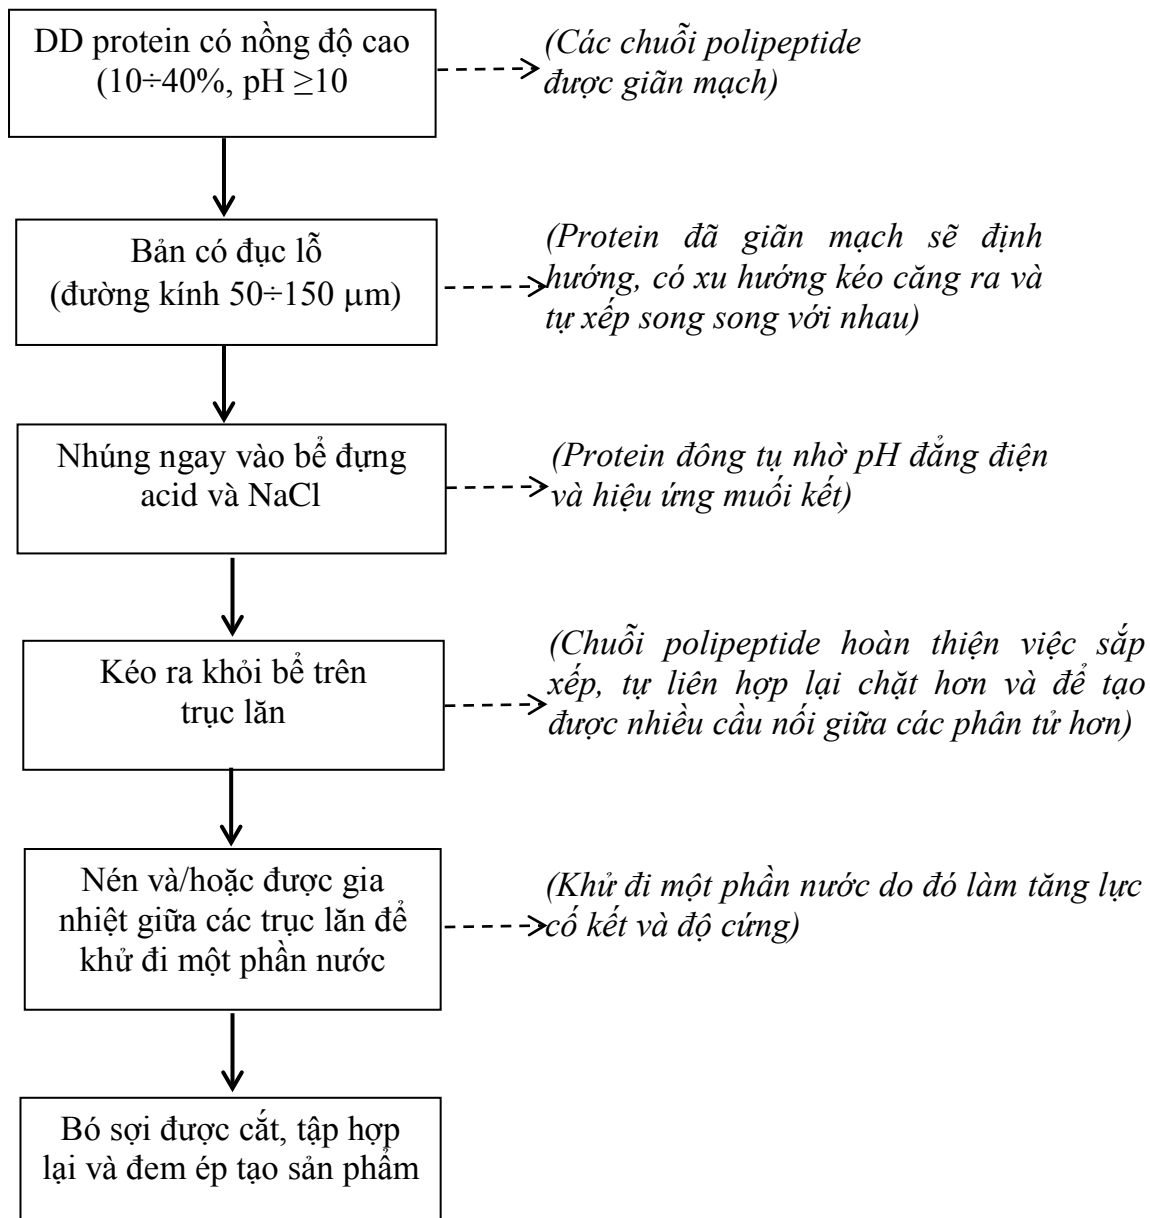 DD protein có nồng độ cao
(10÷40%, pH ≥10
(Các chuỗi polipeptide
được giãn mạch)
Bản có đục lỗ
(đường kính 50÷150 μm)
(Protein đã giãn mạch sẽ định
hướng, có xu hướng kéo căng ra và
tự xếp song song với nhau)
Nhúng ngay vào bể đựng
acid và NaCl
(Protein đông tụ nhờ pH đẳng điện
và hiệu ứng muối kết)
Kéo ra khỏi bể trên
trục lăn
(Chuỗi polipeptide hoàn thiện việc sắp
xếp, tự liên hợp lại chặt hơn và để tạo
được nhiều cầu nối giữa các phân tử hơn)
Nén và/hoặc được gia
nhiệt giữa các trục lăn để
khử đi một phần nước
(Khử đi một phần nước do đó làm tăng lực
cố kết và độ cứng)
Bó sợi được cắt, tập hợp
lại và đem ép tạo sản phẩm